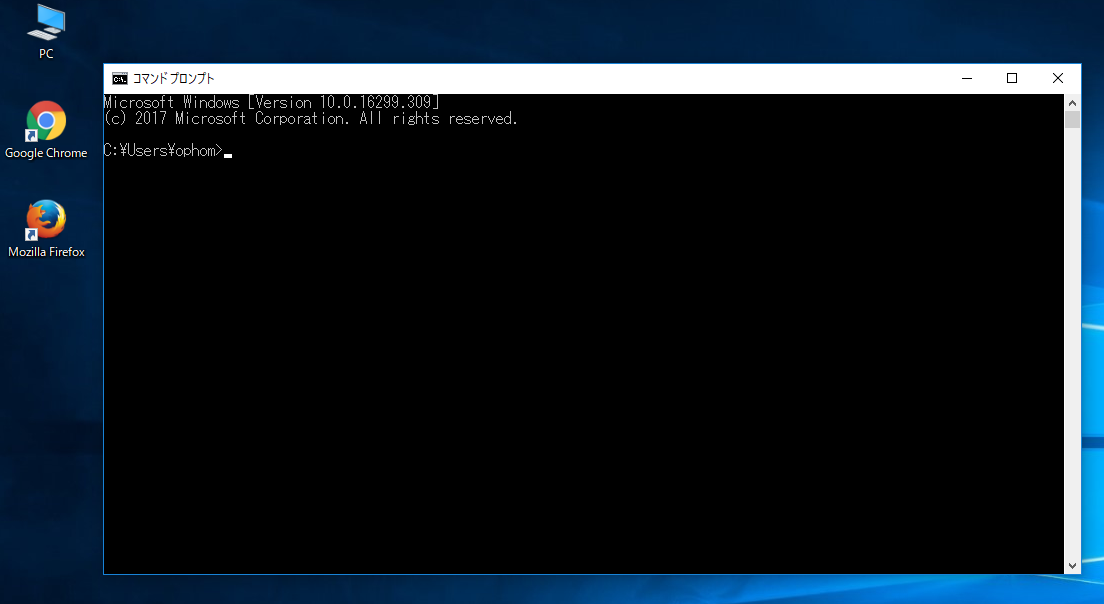 PC
Google Chrome
Mozilla Firefox
コマンド プロンプト
Microsoft Windows [Version 10.0.16299.309]
(c) 2017 Microsoft Corporation. All rights reserved.
C:¥Users¥ophom>